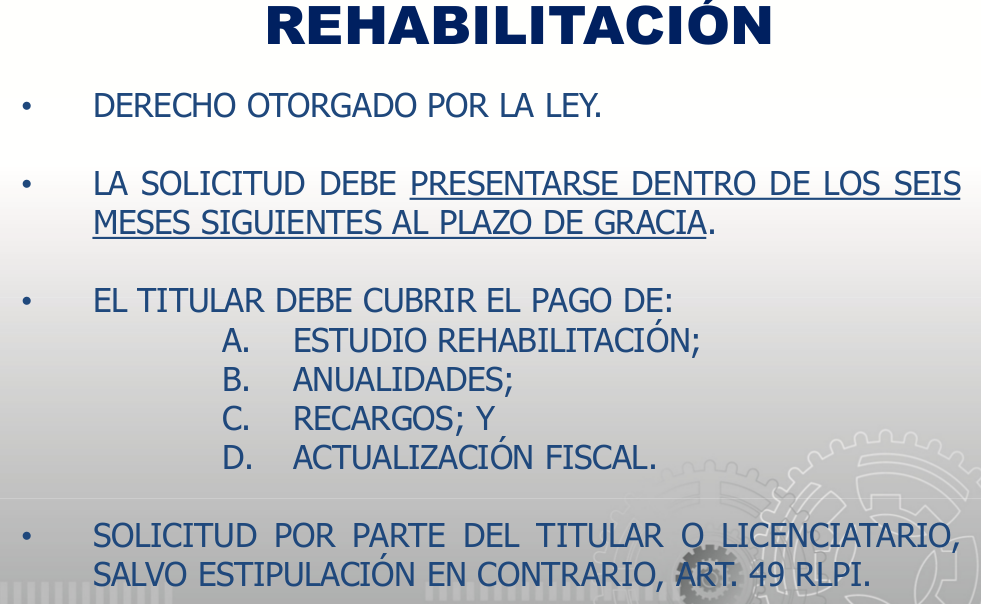 REHABILITACIÓN
• DERECHO OTORGADO POR LA LEY.
• LA SOLICITUD DEBE PRESENTARSE DENTRO DE LOS SEIS
MESES SIGUIENTES AL PLAZO DE GRACIA.
• EL TITULAR DEBE CUBRIR EL PAGO DE:
A. ESTUDIO REHABILITACIÓN;
B. ANUALIDADES;
C. RECARGOS; Y
D. ACTUALIZACIÓN FISCAL.
• SOLICITUD POR PARTE DEL TITULAR O LICENCIATARIO,
SALVO ESTIPULACIÓN EN CONTRARIO, ART. 49 RLPI.